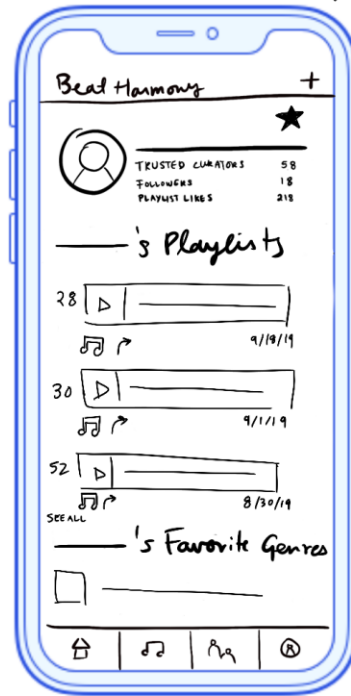 Beat Harmony +
TRUSTED CURATORS 58
FOLLOWERS 18
PLAYLIST LIKES 218
's Playlists
28
9/18/19
30
9/1/19
52
8/30/19
SEE ALL
's Favorite Genres
R